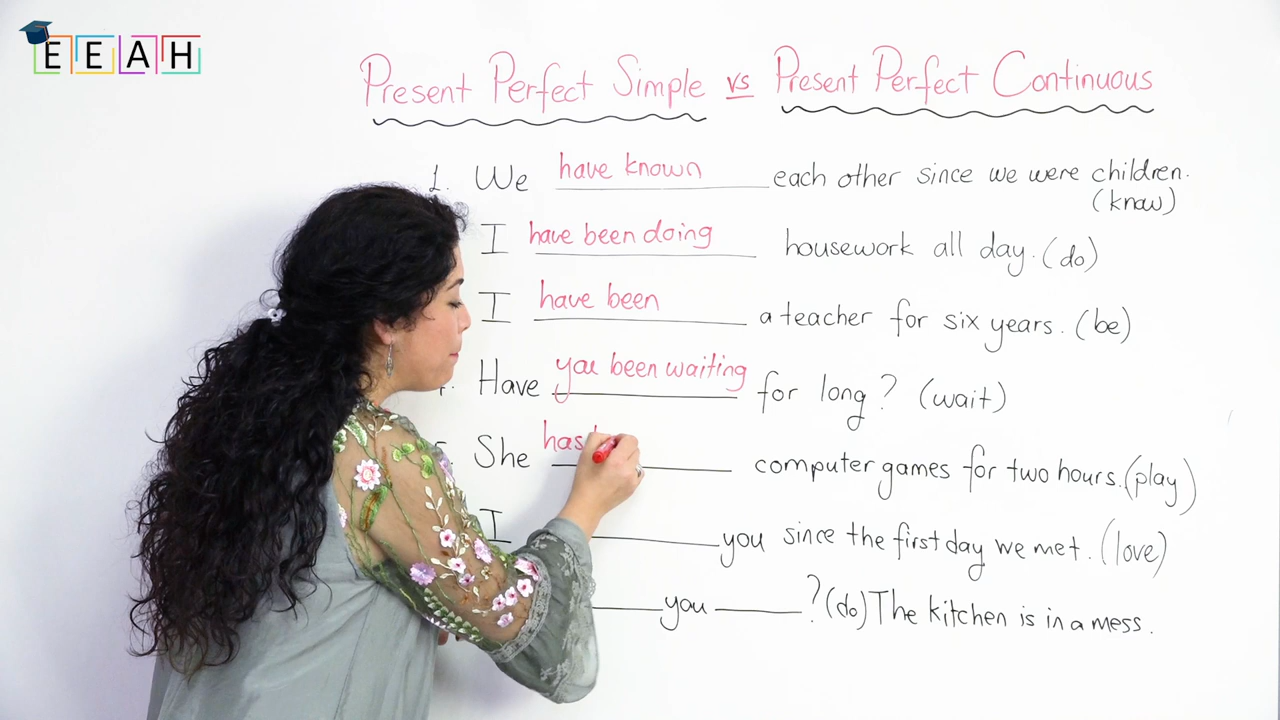 EEAH
Present Perfect Simple vs Present Perfect Continuous
1. We have known each other since we were children.
(know)
I have been doing housework all day. (do)
I have been a teacher for six years. (be)
Have you been waiting for long? (wait)
She has computer games for two hours. (play)
I you since the first day we met. (love)
you ? (do) The kitchen is in a mess.